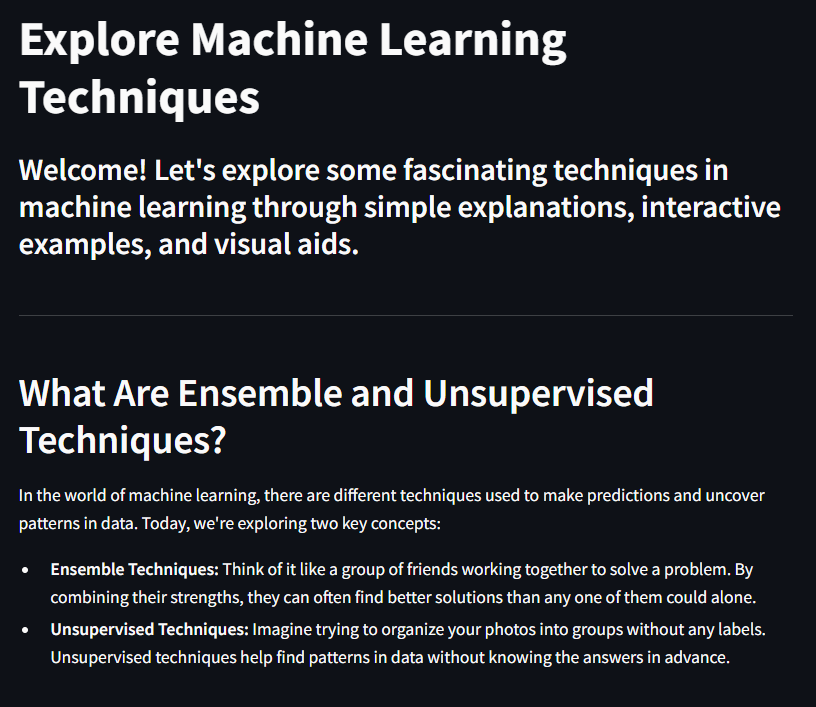 Explore Machine Learning
Techniques
Welcome! Let's explore some fascinating techniques in
machine learning through simple explanations, interactive
examples, and visual aids.
What Are Ensemble and Unsupervised
Techniques?
In the world of machine learning, there are different techniques used to make predictions and uncover
patterns in data. Today, we're exploring two key concepts:
• Ensemble Techniques: Think of it like a group of friends working together to solve a problem. By
combining their strengths, they can often find better solutions than any one of them could alone.
• Unsupervised Techniques: Imagine trying to organize your photos into groups without any labels.
Unsupervised techniques help find patterns in data without knowing the answers in advance.